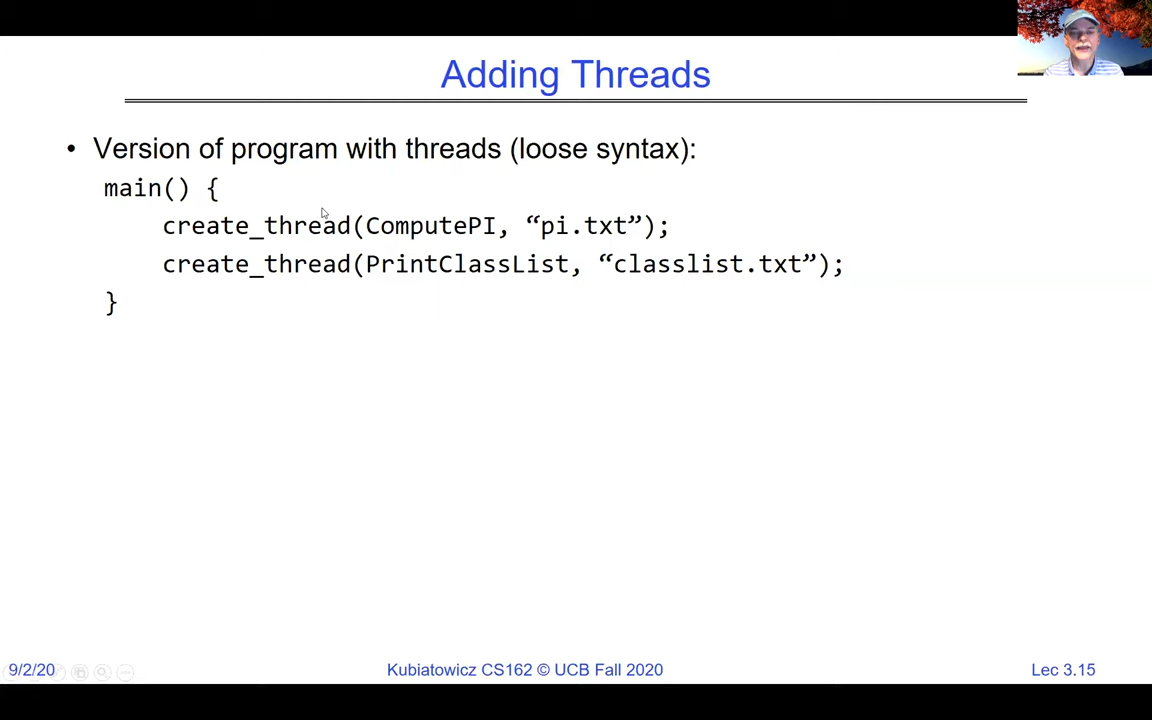 Adding Threads
• Version of program with threads (loose syntax):
main() {
create_thread(ComputePI, “pi.txt”);
create_thread(PrintClassList, “classlist.txt”);
}
9/2/20 Kubiatowicz CS162 © UCB Fall 2020 Lec 3.15